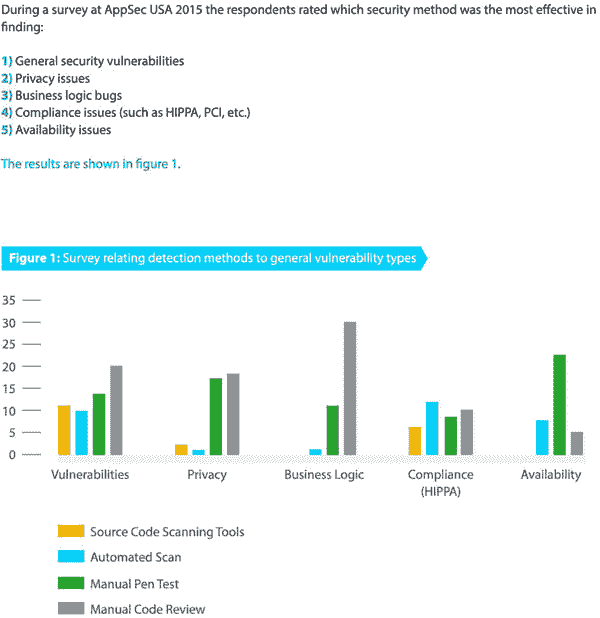 During a survey at AppSec USA 2015 the respondents rated which security method was the most effective in
finding:
1) General security vulnerabilities
2) Privacy issues
3) Business logic bugs
4) Compliance issues (such as HIPPA, PCI, etc.)
5) Availability issues
The results are shown in figure 1.
Figure 1: Survey relating detection methods to general vulnerability types
35
30
25
20
15
10
5
0
Vulnerabilities
Privacy
Business Logic
Compliance
(HIPPA)
Availability
Source Code Scanning Tools
Automated Scan
Manual Pen Test
Manual Code Review